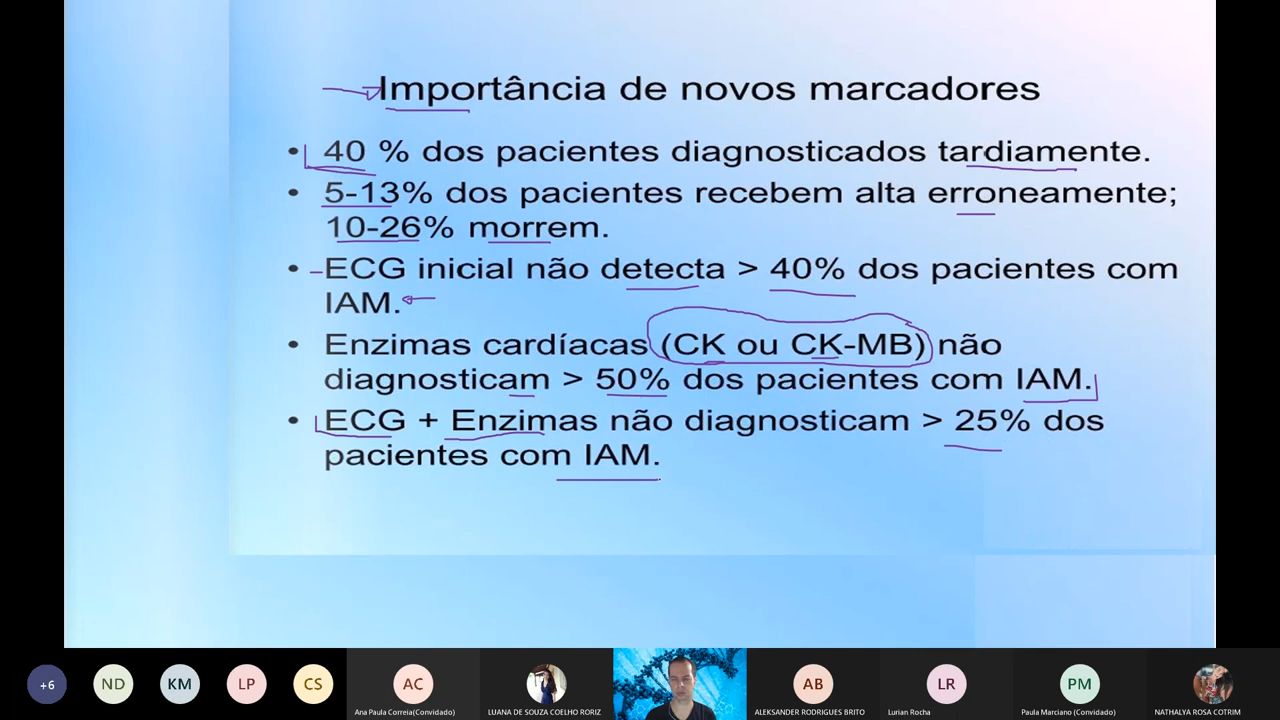 Importância de novos marcadores
• 40 % dos pacientes diagnosticados tardiamente.
• 5-13% dos pacientes recebem alta erroneamente;
10-26% morrem.
• ECG inicial não detecta > 40% dos pacientes com
IAM.
• Enzimas cardíacas (CK ou CK-MB) não
diagnosticam > 50% dos pacientes com IAM.
• ECG + Enzimas não diagnosticam > 25% dos
pacientes com IAM.
+6 ND KM LP CS AC AB LR PM
Ana Paula Correia(Convidado) LUANA DE SOUZA COELHO RORIZ ALEKSANDER RODRIGUES BRITO Lurian Rocha Paula Marciano (Convidado) NATHALYA ROSA COTRIM